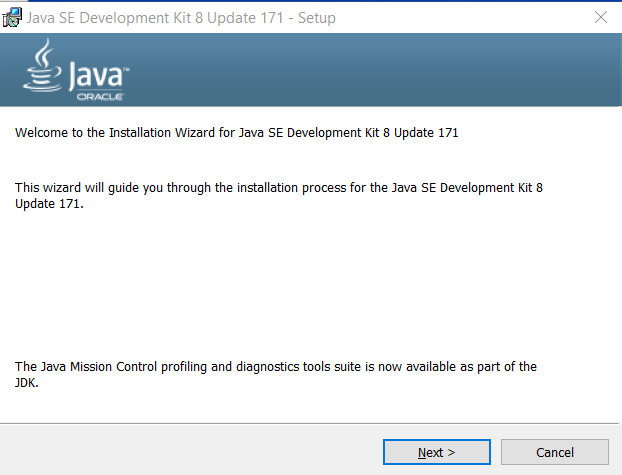 Java SE Development Kit 8 Update 171 - Setup
Java™
ORACLE
Welcome to the Installation Wizard for Java SE Development Kit 8 Update 171
This wizard will guide you through the installation process for the Java SE Development Kit 8
Update 171.
The Java Mission Control profiling and diagnostics tools suite is now available as part of the
JDK.
Next >
Cancel